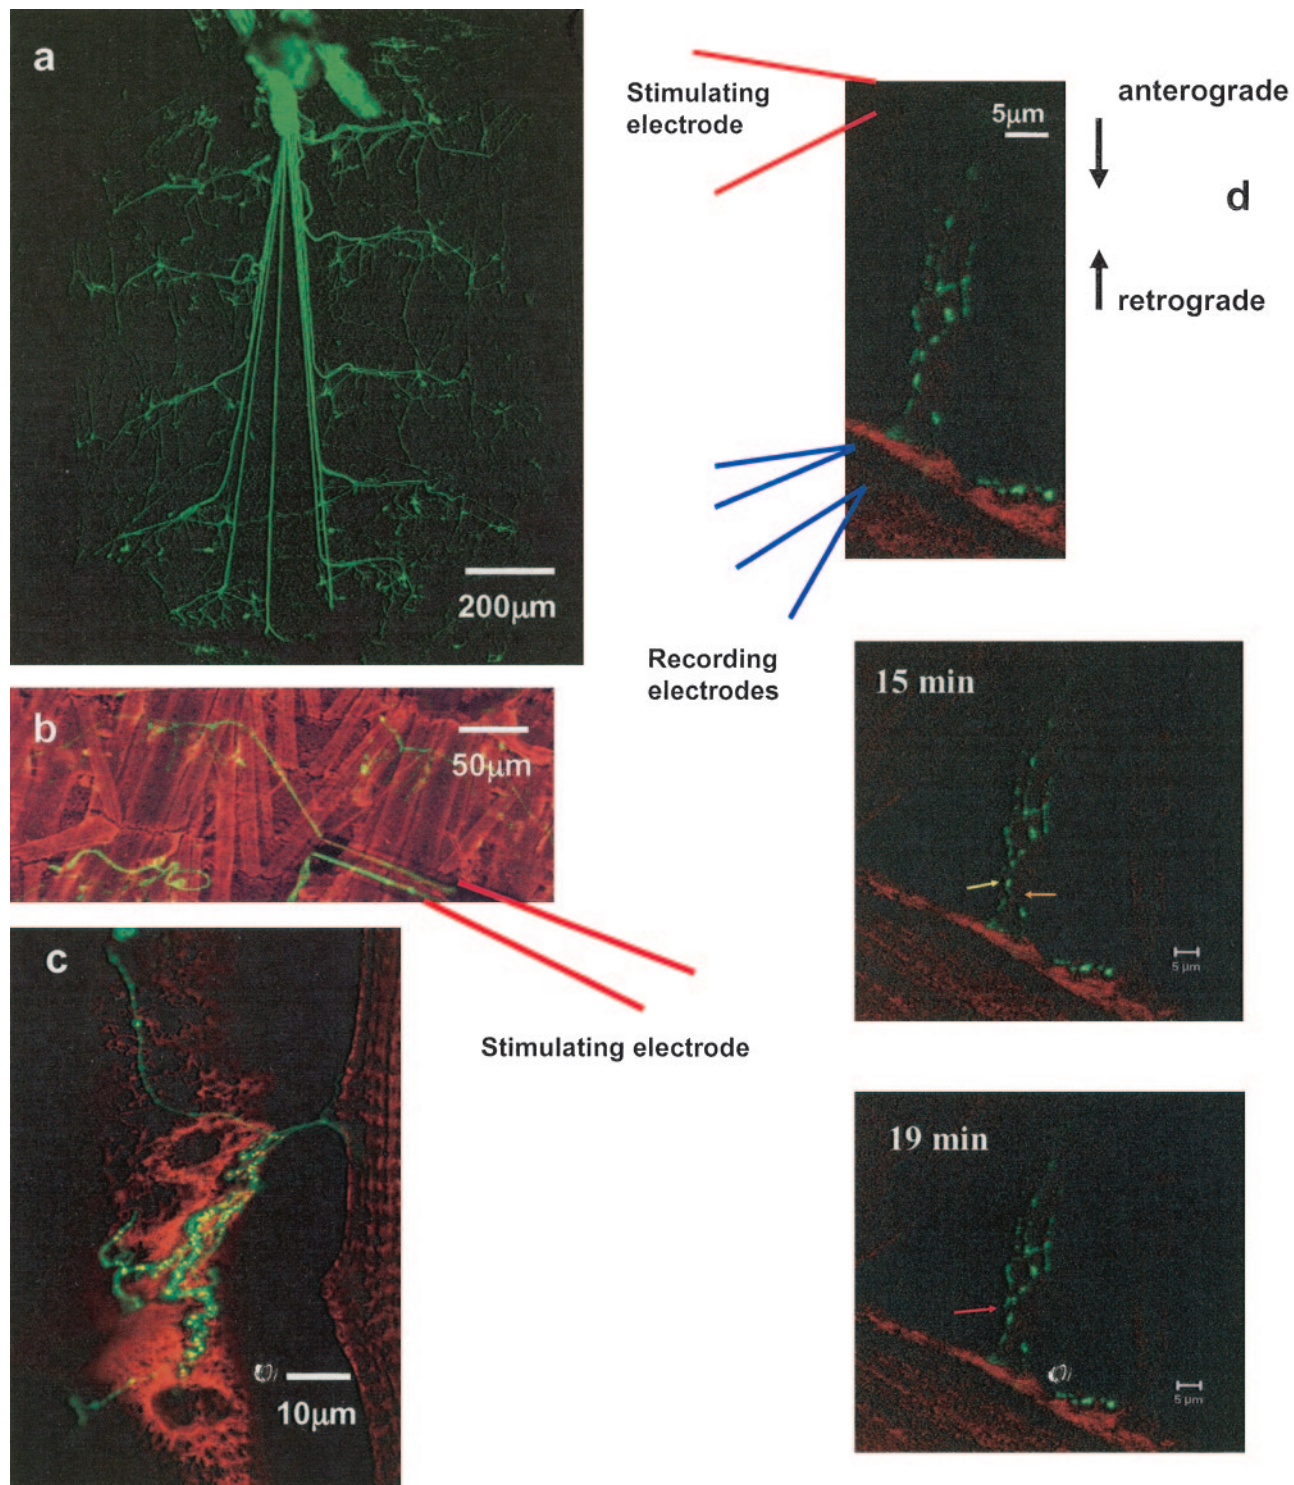 a
200µm
Stimulating
electrode
5µm
anterograde
d
retrograde
Recording
electrodes
b
50µm
Stimulating electrode
c
10µm
15 min
5 µm
19 min
5 µm